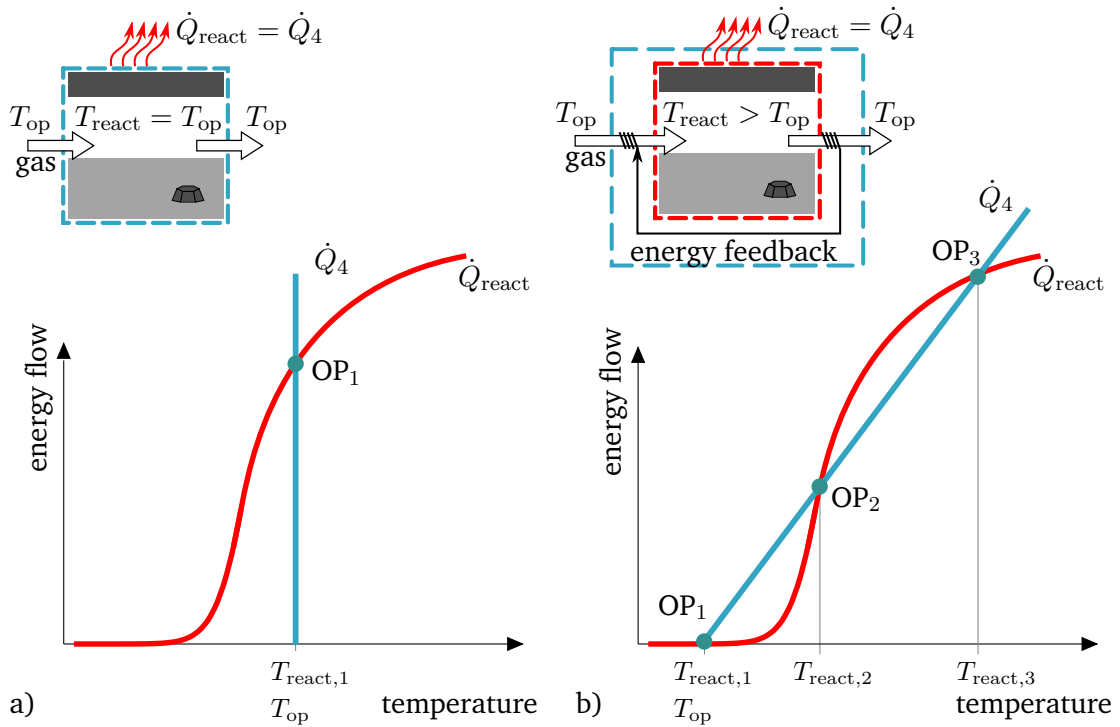 Q̇react = Q̇4
Top
Treact = Top
Top
gas
Q̇4
Q̇react
OP1
energy flow
Treact,1
Top
a)
temperature
Q̇react = Q̇4
Top
Treact > Top
Top
gas
energy feedback
Q̇4
OP3
Q̇react
OP2
OP1
energy flow
Treact,1 Treact,2 Treact,3
Top
b)
temperature